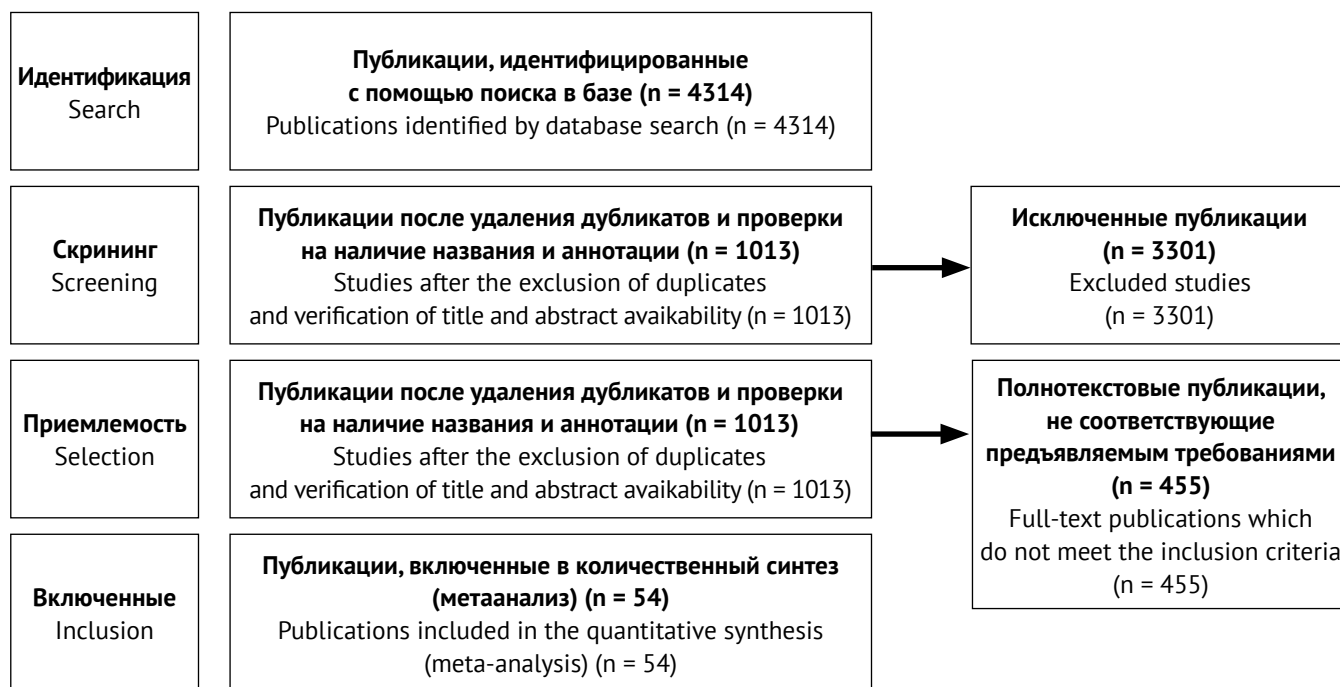 Идентификация
Search
Публикации, идентифицированные
с помощью поиска в базе (n = 4314)
Publications identified by database search (n = 4314)
Скрининг
Screening
Публикации после удаления дубликатов и проверки
на наличие названия и аннотации (n = 1013)
Studies after the exclusion of duplicates
and verification of title and abstract avaikability (n = 1013)
Исключенные публикации
(n = 3301)
Excluded studies
(n = 3301)
Приемлемость
Selection
Публикации после удаления дубликатов и проверки
на наличие названия и аннотации (n = 1013)
Studies after the exclusion of duplicates
and verification of title and abstract avaikability (n = 1013)
Полнотекстовые публикации,
не соответствующие
предъявляемым требованиями
(n = 455)
Full-text publications which
do not meet the inclusion criteria
(n = 455)
Включенные
Inclusion
Публикации, включенные в количественный синтез
(метаанализ) (n = 54)
Publications included in the quantitative synthesis
(meta-analysis) (n = 54)